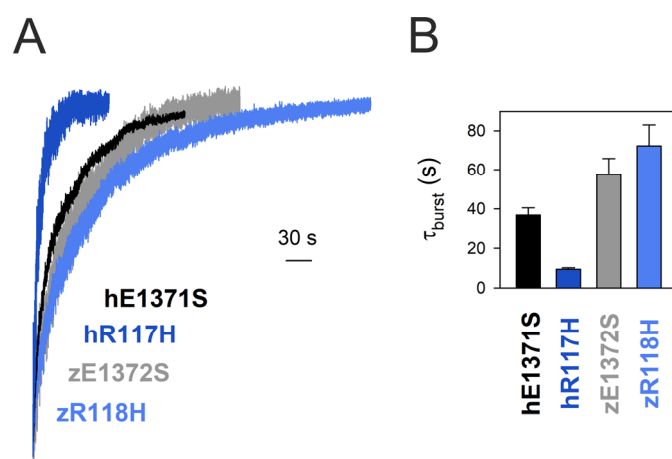 A
30 s
hE1371S
hR117H
zE1372S
zR118H
B
τburst (s)
80
60
40
20
0
hE1371S
hR117H
zE1372S
zR118H